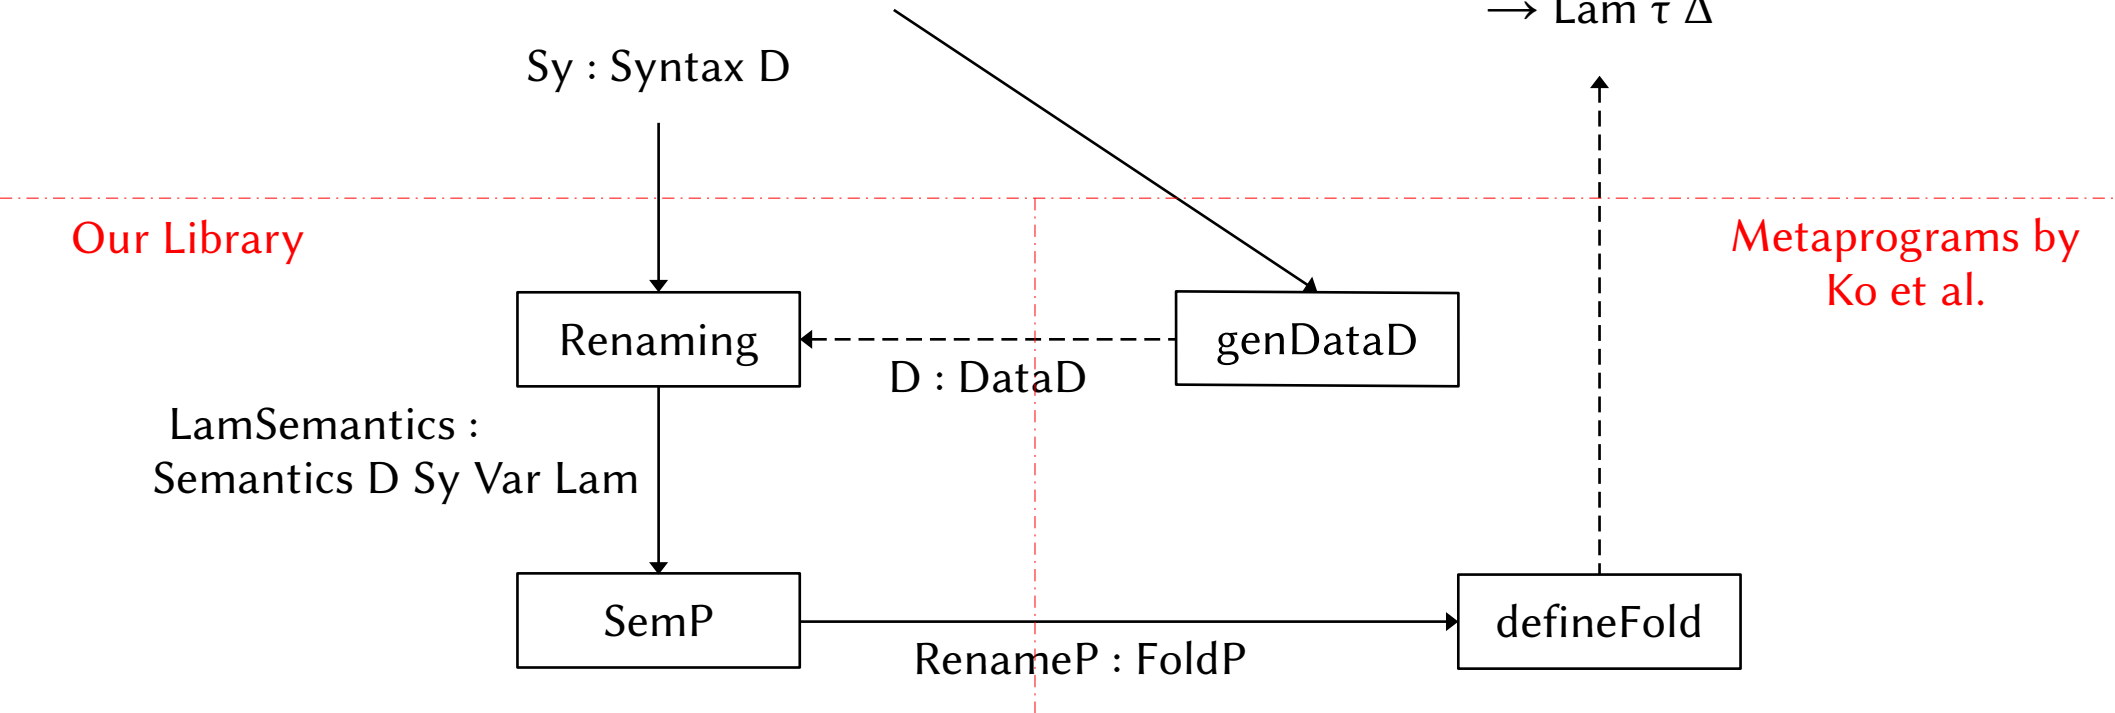 → Lam τ Δ
Sy : Syntax D
Our Library
Metaprograms by
Ko et al.
Renaming
genDataD
D : DataD
LamSemantics :
Semantics D Sy Var Lam
SemP
defineFold
RenameP : FoldP